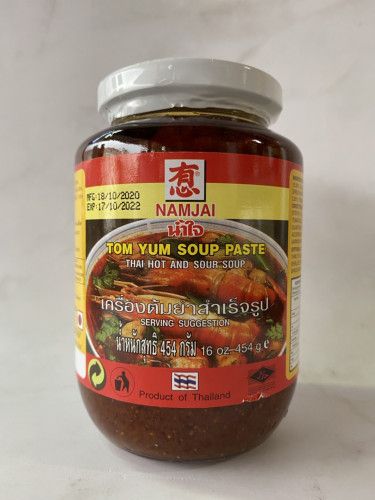 MFG:18/10/2020
EXP:17/10/2022
NAMJAI
น้ำใจ
TOM YUM SOUP PASTE
THAI HOT AND SOUR SOUP
เครื่องต้มยำสำเร็จรูป
SERVING SUGGESTION
น้ำหนักสุทธิ 454 กรัม 16 oz-454 g e
Product of Thailand